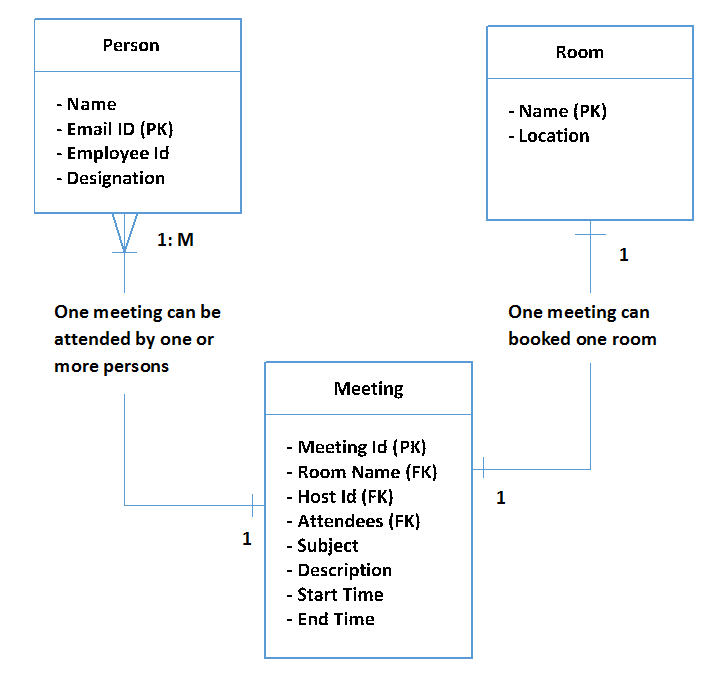 Person
- Name
- Email ID (PK)
- Employee Id
- Designation
1: M
One meeting can be
attended by one or
more persons
Room
- Name (PK)
- Location
1
One meeting can
booked one room
Meeting
- Meeting Id (PK)
- Room Name (FK)
- Host Id (FK)
- Attendees (FK)
- Subject
- Description
- Start Time
- End Time
1
1